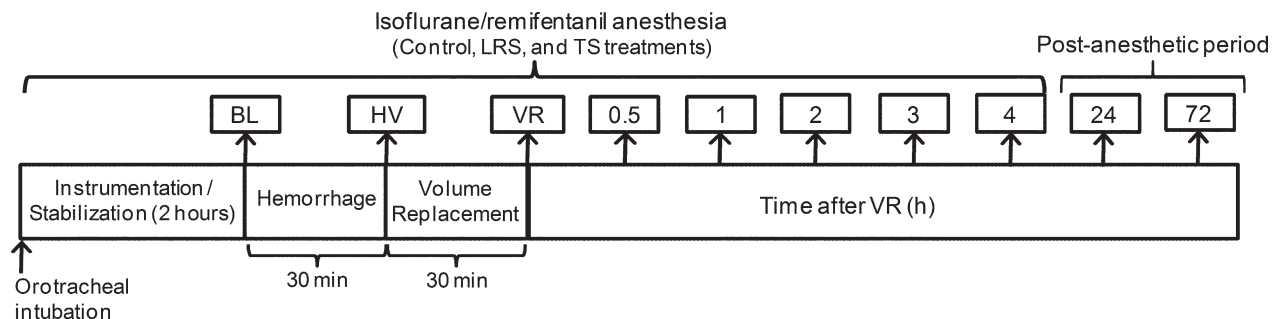 Isoflurane/remifentanil anesthesia
(Control, LRS, and TS treatments)
Post-anesthetic period
BL
HV
VR
0.5
1
2
3
4
24
72
Instrumentation/
Stabilization (2 hours)
Hemorrhage
Volume
Replacement
Time after VR (h)
30 min
30 min
Orotracheal
intubation